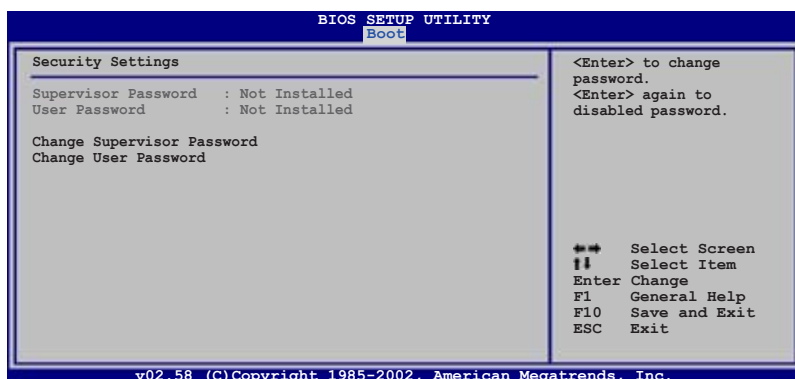 BIOS SETUP UTILITY
Boot
Security Settings
Supervisor Password : Not Installed
User Password : Not Installed
Change Supervisor Password
Change User Password
<Enter> to change
password.
<Enter> again to
disabled password.
←→ Select Screen
↑↓ Select Item
Enter Change
F1 General Help
F10 Save and Exit
ESC Exit
v02.58 (C)Copyright 1985-2002, American Megatrends, Inc.